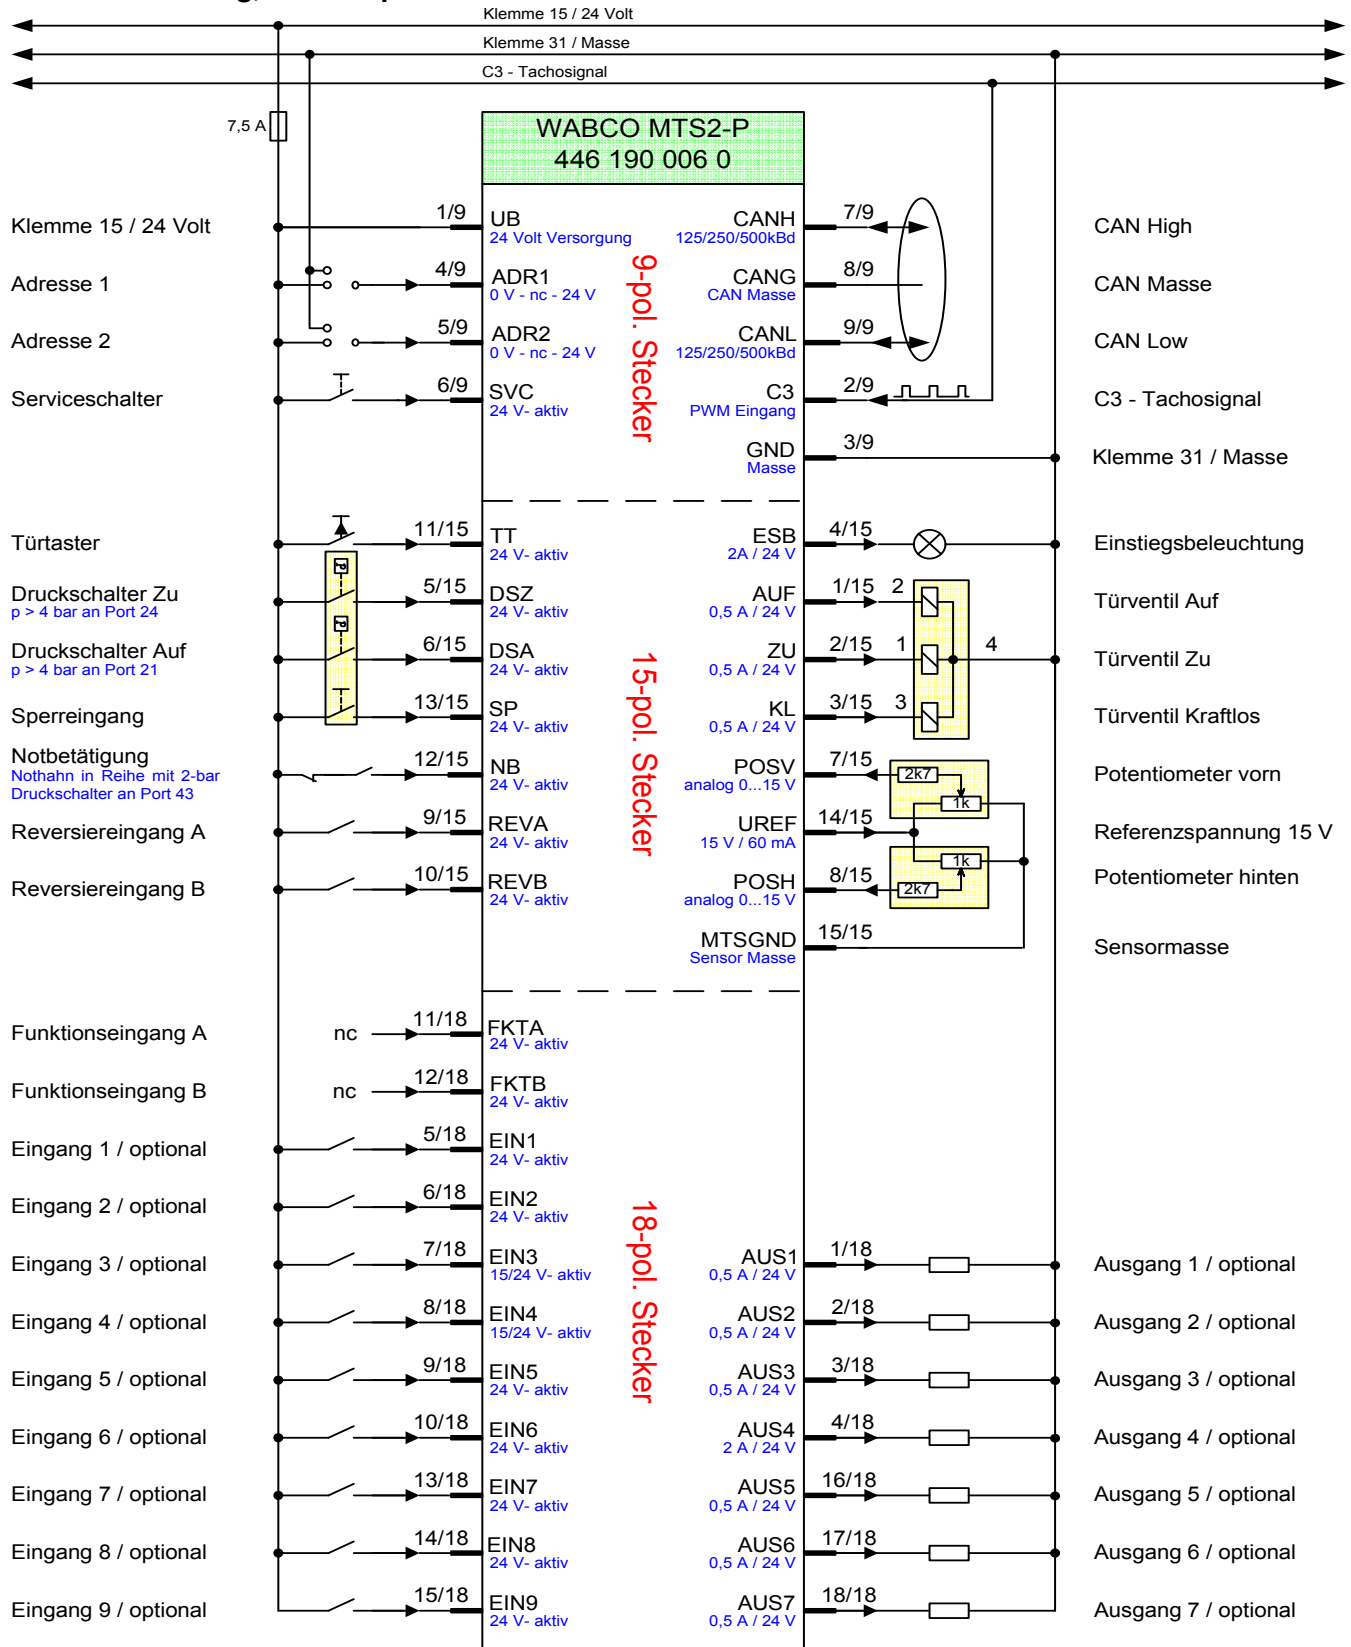 Klemme 15 / 24 Volt
Klemme 31 / Masse
C3 - Tachosignal
7,5 A
WABCO MTS2-P
446 190 006 0
Klemme 15 / 24 Volt 1/9 UB CANH 7/9 CAN High
24 Volt Versorgung 125/250/500kBd
Adresse 1 4/9 ADR1 CANG 8/9 CAN Masse
0 V - nc - 24 V CAN Masse
Adresse 2 5/9 ADR2 CANL 9/9 CAN Low
0 V - nc - 24 V 125/250/500kBd
Serviceschalter 6/9 SVC C3 2/9 C3 - Tachosignal
24 V- aktiv PWM Eingang
GND 3/9 Klemme 31 / Masse
Masse
9-pol. Stecker
Türtaster 11/15 TT ESB 4/15 Einstiegsbeleuchtung
24 V- aktiv 2A / 24 V
Druckschalter Zu P 5/15 DSZ AUF 1/15 2 Türventil Auf
p > 4 bar an Port 24 24 V- aktiv 0,5 A / 24 V
Druckschalter Auf P 6/15 DSA ZU 2/15 1 4 Türventil Zu
p > 4 bar an Port 21 24 V- aktiv 0,5 A / 24 V
Sperreingang 13/15 SP KL 3/15 3 Türventil Kraftlos
24 V- aktiv 0,5 A / 24 V
Notbetätigung 12/15 NB POSV 7/15 2k7 Potentiometer vorn
Nothahn in Reihe mit 2-bar 24 V- aktiv analog 0...15 V
Druckschalter an Port 43
1k
Reversiereingang A 9/15 REVA UREF 14/15 Referenzspannung 15 V
24 V- aktiv 15 V / 60 mA
1k
Reversiereingang B 10/15 REVB POSH 8/15 2k7 Potentiometer hinten
24 V- aktiv analog 0...15 V
MTSGND 15/15 Sensormasse
Sensor Masse
15-pol. Stecker
Funktionseingang A nc 11/18 FKTA
24 V- aktiv
Funktionseingang B nc 12/18 FKTB
24 V- aktiv
Eingang 1 / optional 5/18 EIN1
24 V- aktiv
Eingang 2 / optional 6/18 EIN2
24 V- aktiv
Eingang 3 / optional 7/18 EIN3 AUS1 1/18 Ausgang 1 / optional
15/24 V- aktiv 0,5 A / 24 V
Eingang 4 / optional 8/18 EIN4 AUS2 2/18 Ausgang 2 / optional
15/24 V- aktiv 0,5 A / 24 V
Eingang 5 / optional 9/18 EIN5 AUS3 3/18 Ausgang 3 / optional
24 V- aktiv 0,5 A / 24 V
Eingang 6 / optional 10/18 EIN6 AUS4 4/18 Ausgang 4 / optional
24 V- aktiv 2 A / 24 V
Eingang 7 / optional 13/18 EIN7 AUS5 16/18 Ausgang 5 / optional
24 V- aktiv 0,5 A / 24 V
Eingang 8 / optional 14/18 EIN8 AUS6 17/18 Ausgang 6 / optional
24 V- aktiv 0,5 A / 24 V
Eingang 9 / optional 15/18 EIN9 AUS7 18/18 Ausgang 7 / optional
24 V- aktiv 0,5 A / 24 V
18-pol. Stecker